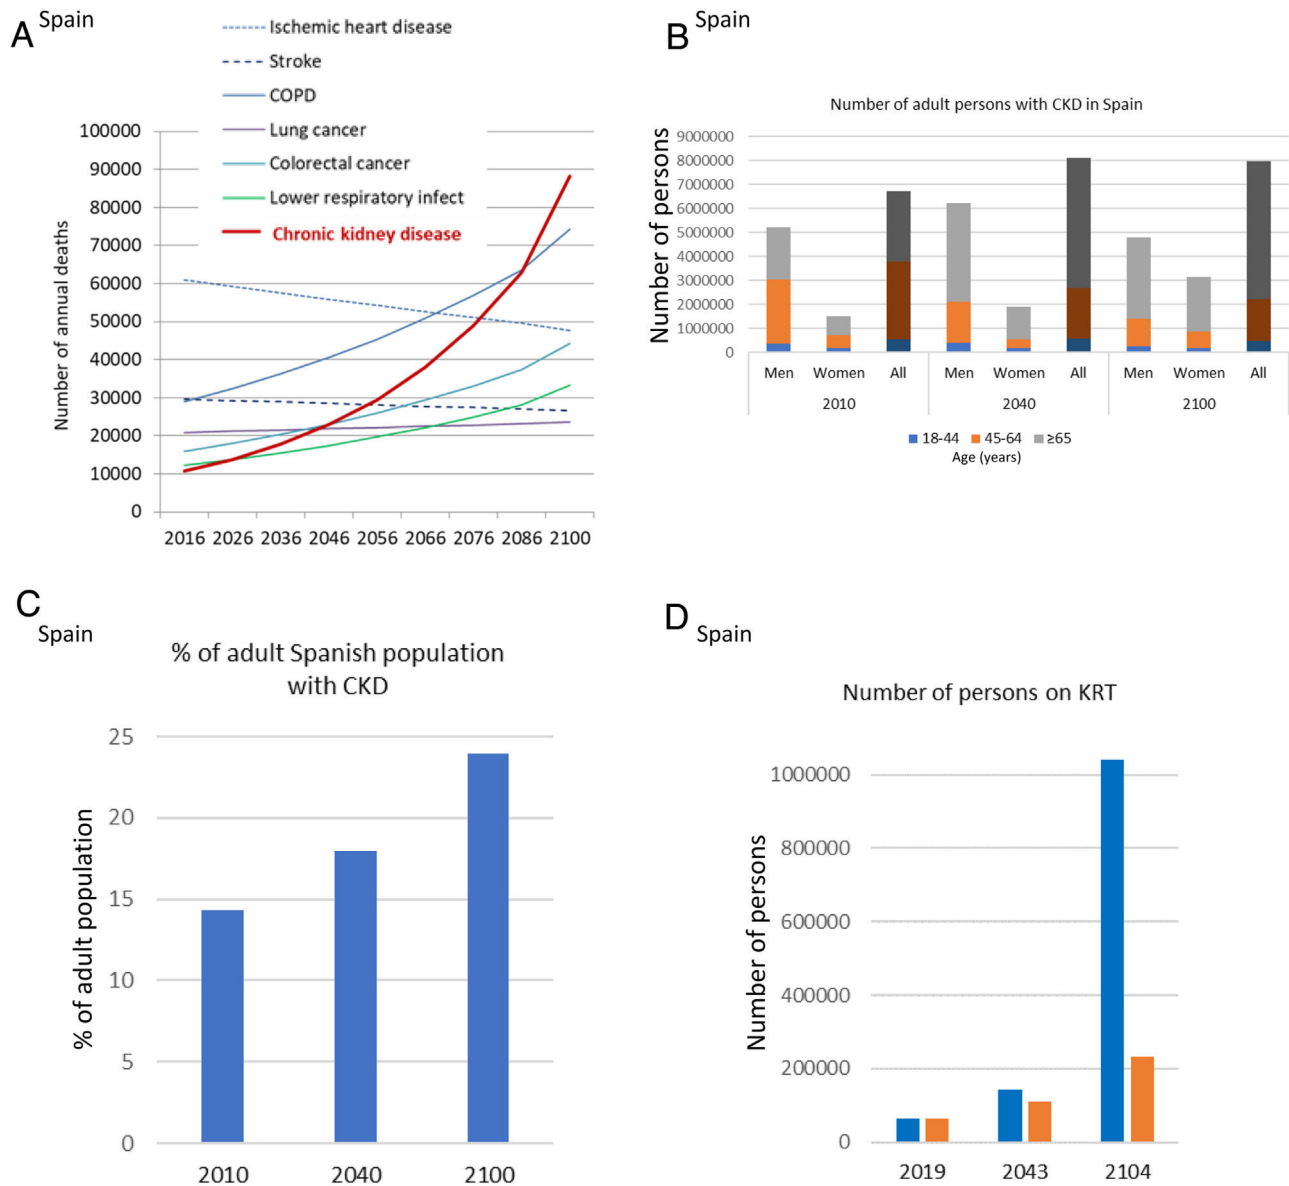 A Spain
Ischemic heart disease
Stroke
COPD
Lung cancer
Colorectal cancer
Lower respiratory infect
Chronic kidney disease
Number of annual deaths
100000
90000
80000
70000
60000
50000
40000
30000
20000
10000
0
2016 2026 2036 2046 2056 2066 2076 2086 2100
B Spain
Number of adult persons with CKD in Spain
Number of persons
9000000
8000000
7000000
6000000
5000000
4000000
3000000
2000000
1000000
0
Men Women All Men Women All Men Women All
2010 2040 2100
18-44 45-64 ≥65
Age (years)
C
Spain
% of adult Spanish population
with CKD
% of adult population
25
20
15
10
5
0
2010 2040 2100
D Spain
Number of persons on KRT
Number of persons
1000000
800000
600000
400000
200000
0
2019 2043 2104